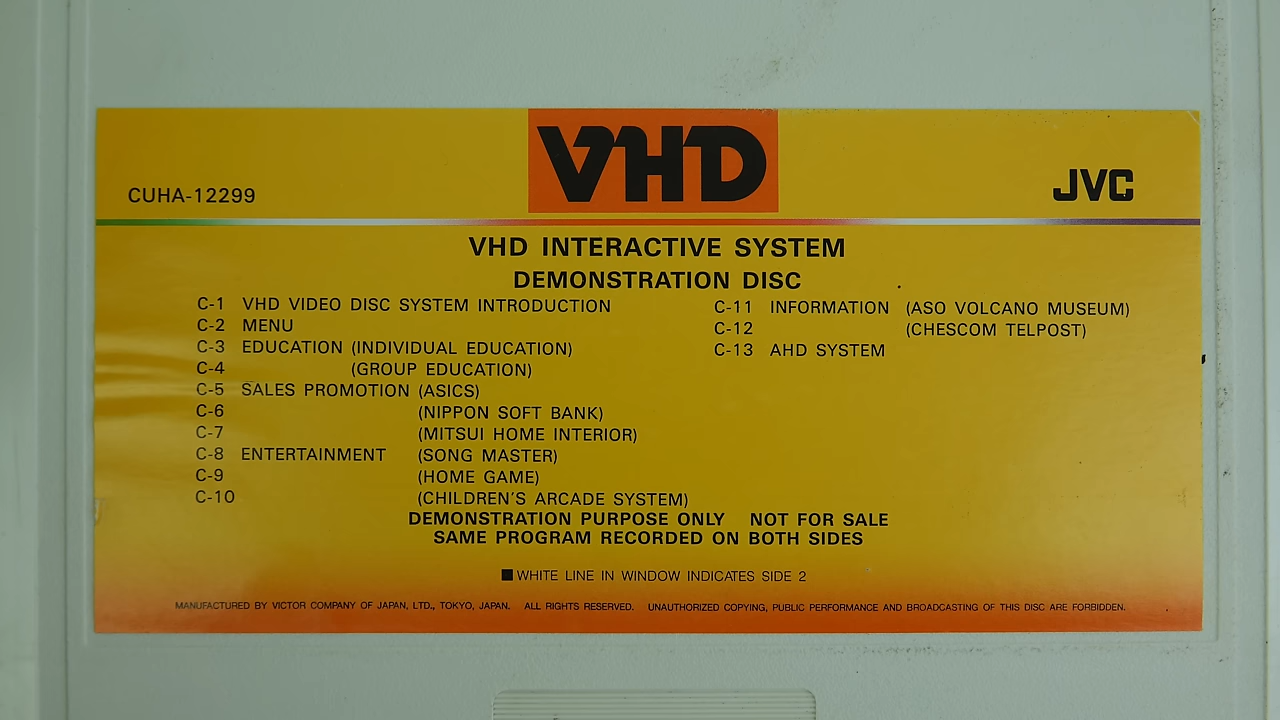 VHD
CUHA-12299
JVC
VHD INTERACTIVE SYSTEM
DEMONSTRATION DISC
C-1 VHD VIDEO DISC SYSTEM INTRODUCTION
C-2 MENU
C-3 EDUCATION (INDIVIDUAL EDUCATION)
C-4 (GROUP EDUCATION)
C-5 SALES PROMOTION (ASICS)
C-6 (NIPPON SOFT BANK)
C-7 (MITSUI HOME INTERIOR)
C-8 ENTERTAINMENT (SONG MASTER)
C-9 (HOME GAME)
C-10 (CHILDREN'S ARCADE SYSTEM)
C-11 INFORMATION (ASO VOLCANO MUSEUM)
C-12 (CHESCOM TELPOST)
C-13 AHD SYSTEM
DEMONSTRATION PURPOSE ONLY NOT FOR SALE
SAME PROGRAM RECORDED ON BOTH SIDES
■WHITE LINE IN WINDOW INDICATES SIDE 2
MANUFACTURED BY VICTOR COMPANY OF JAPAN, LTD., TOKYO, JAPAN. ALL RIGHTS RESERVED. UNAUTHORIZED COPYING, PUBLIC PERFORMANCE AND BROADCASTING OF THIS DISC ARE FORBIDDEN.